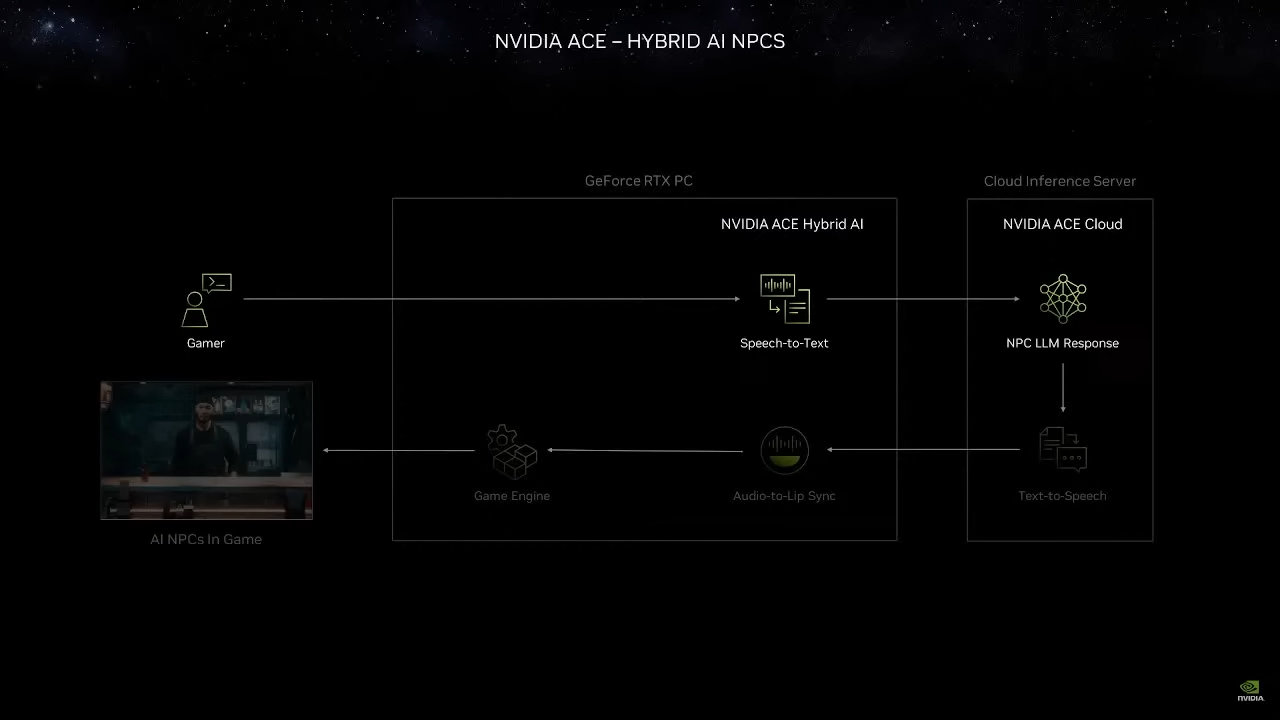 NVIDIA ACE – HYBRID AI NPCS
GeForce RTX PC
Cloud Inference Server
NVIDIA ACE Hybrid AI
NVIDIA ACE Cloud
Gamer
Speech-to-Text
NPC LLM Response
Game Engine
Audio-to-Lip Sync
Text-to-Speech
AI NPCs In Game
NVIDIA